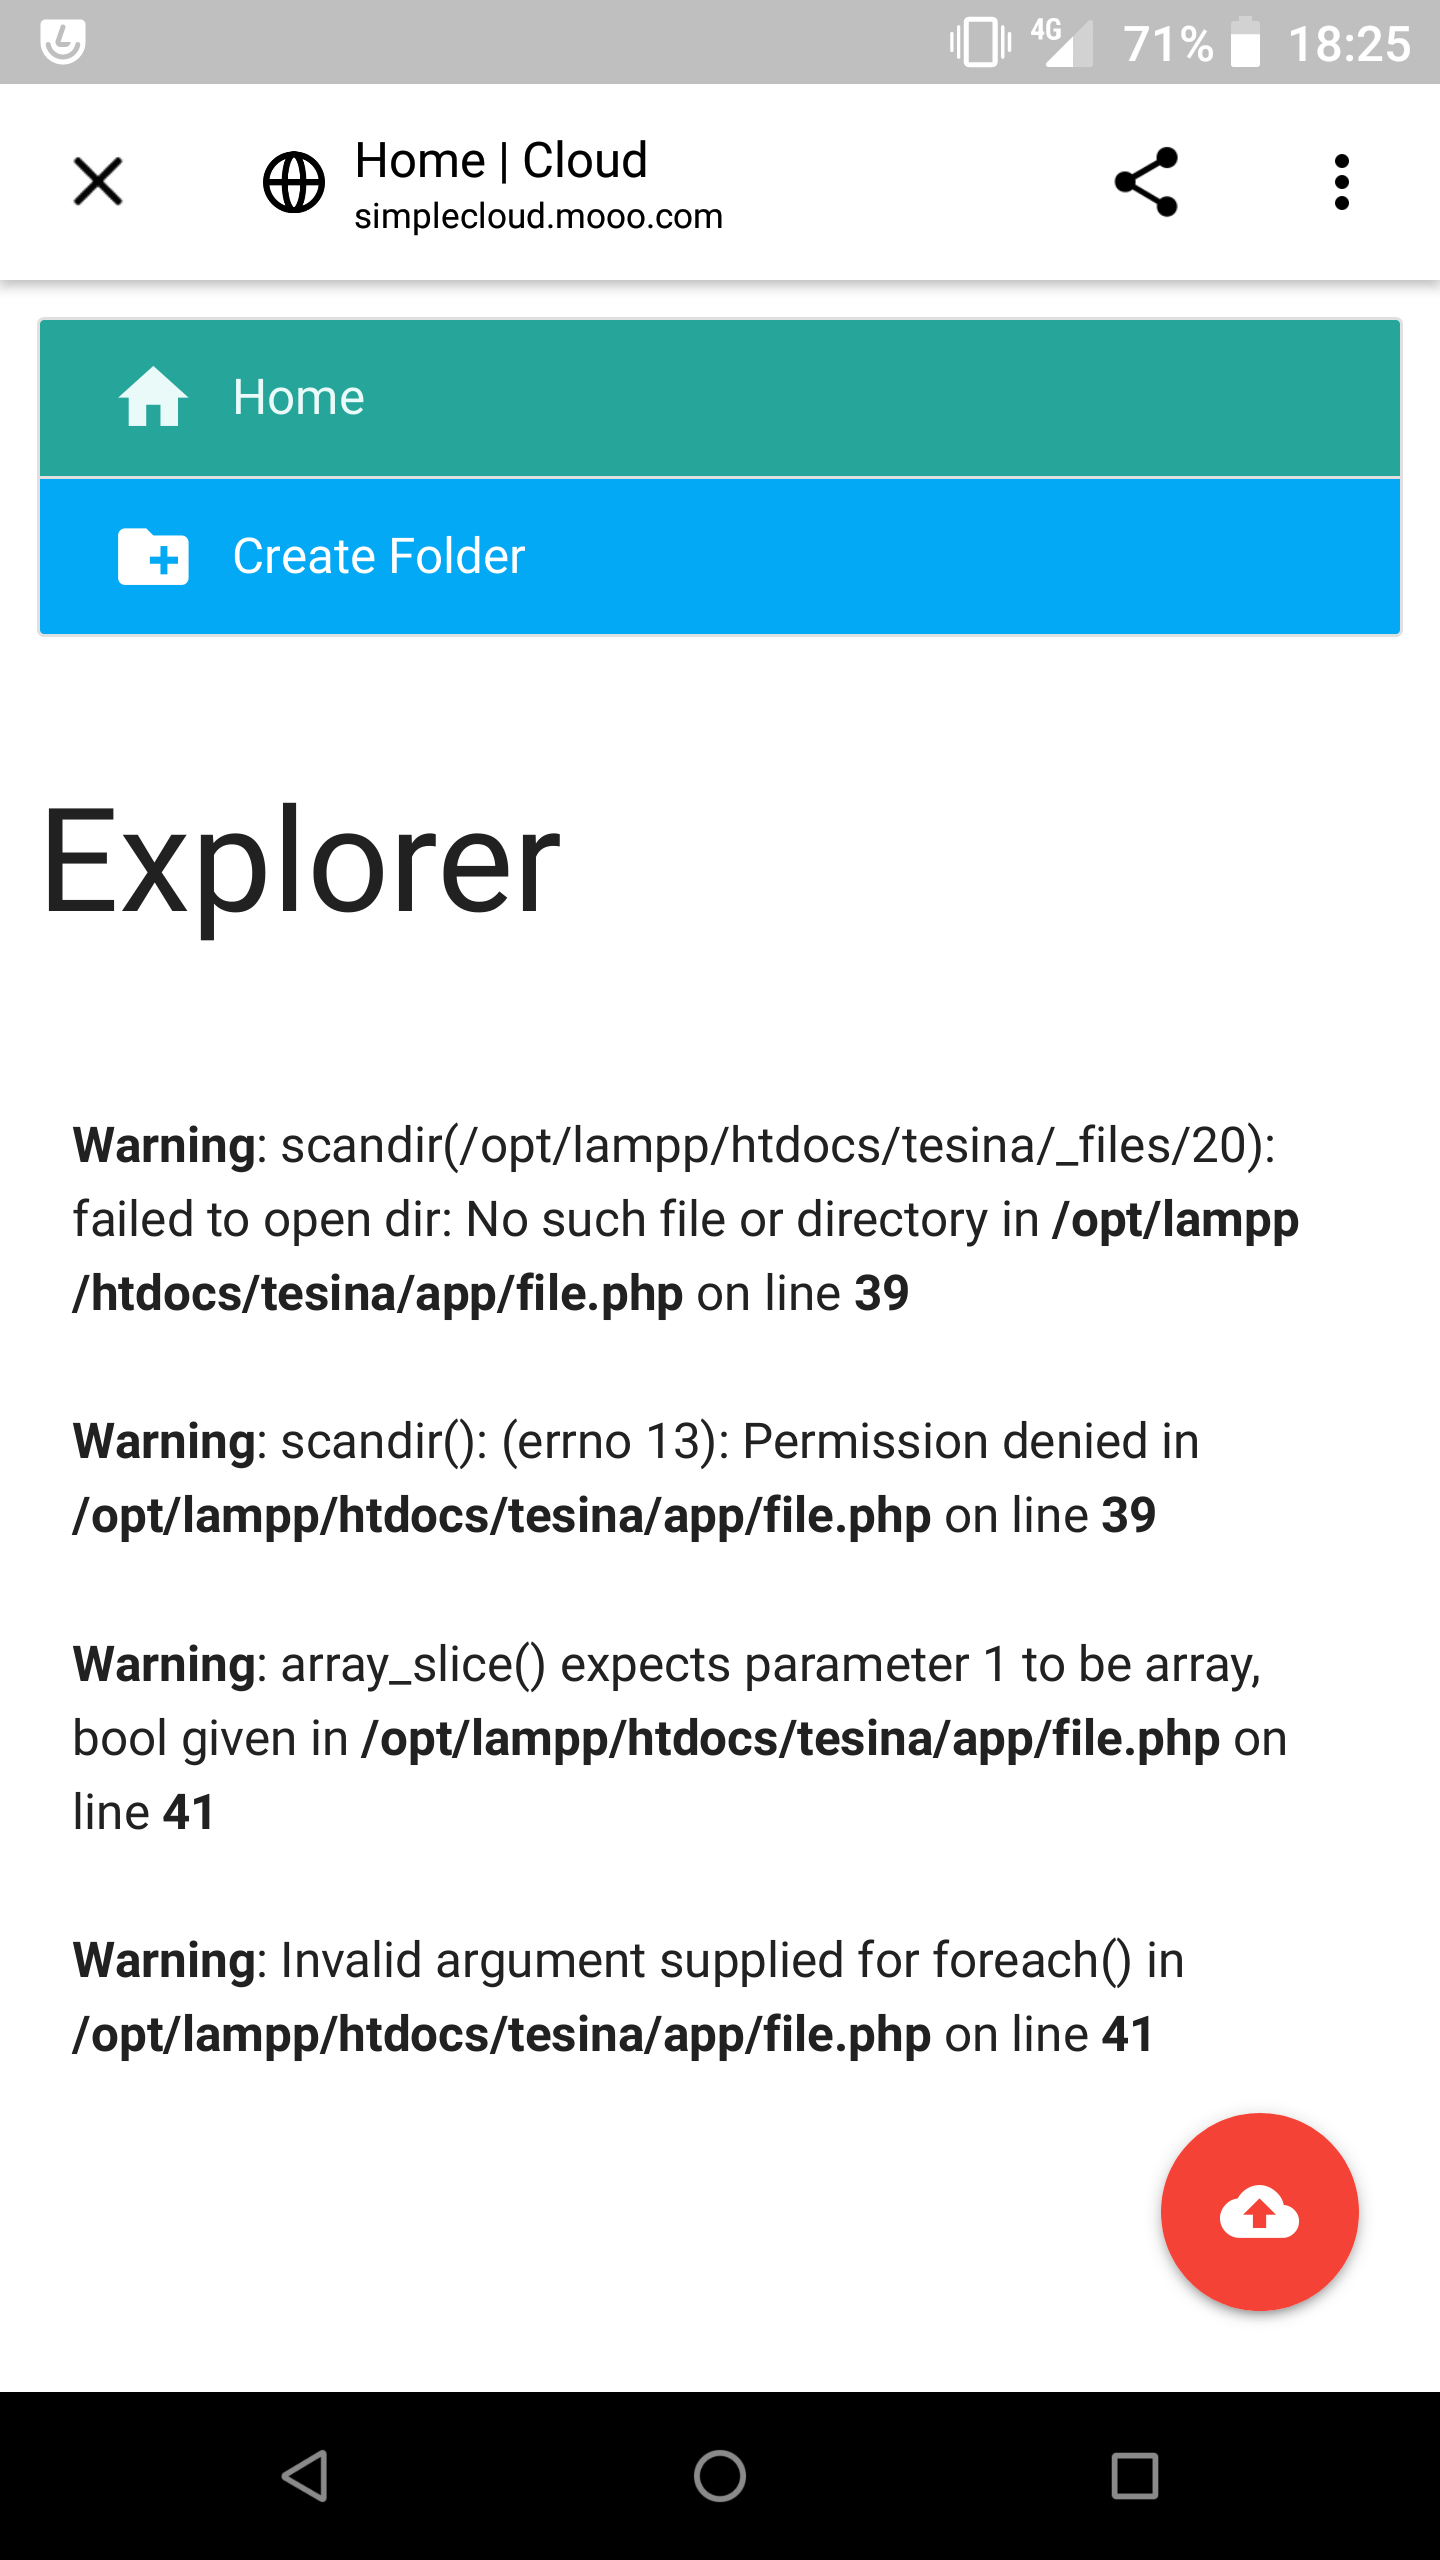 4G 71% 18:25
Home | Cloud
simplecloud.mooo.com
Home
Create Folder
Explorer
Warning: scandir(/opt/lampp/htdocs/tesina/_files/20):
failed to open dir: No such file or directory in /opt/lampp
/htdocs/tesina/app/file.php on line 39
Warning: scandir(): (errno 13): Permission denied in
/opt/lampp/htdocs/tesina/app/file.php on line 39
Warning: array_slice() expects parameter 1 to be array,
bool given in /opt/lampp/htdocs/tesina/app/file.php on
line 41
Warning: Invalid argument supplied for foreach() in
/opt/lampp/htdocs/tesina/app/file.php on line 41